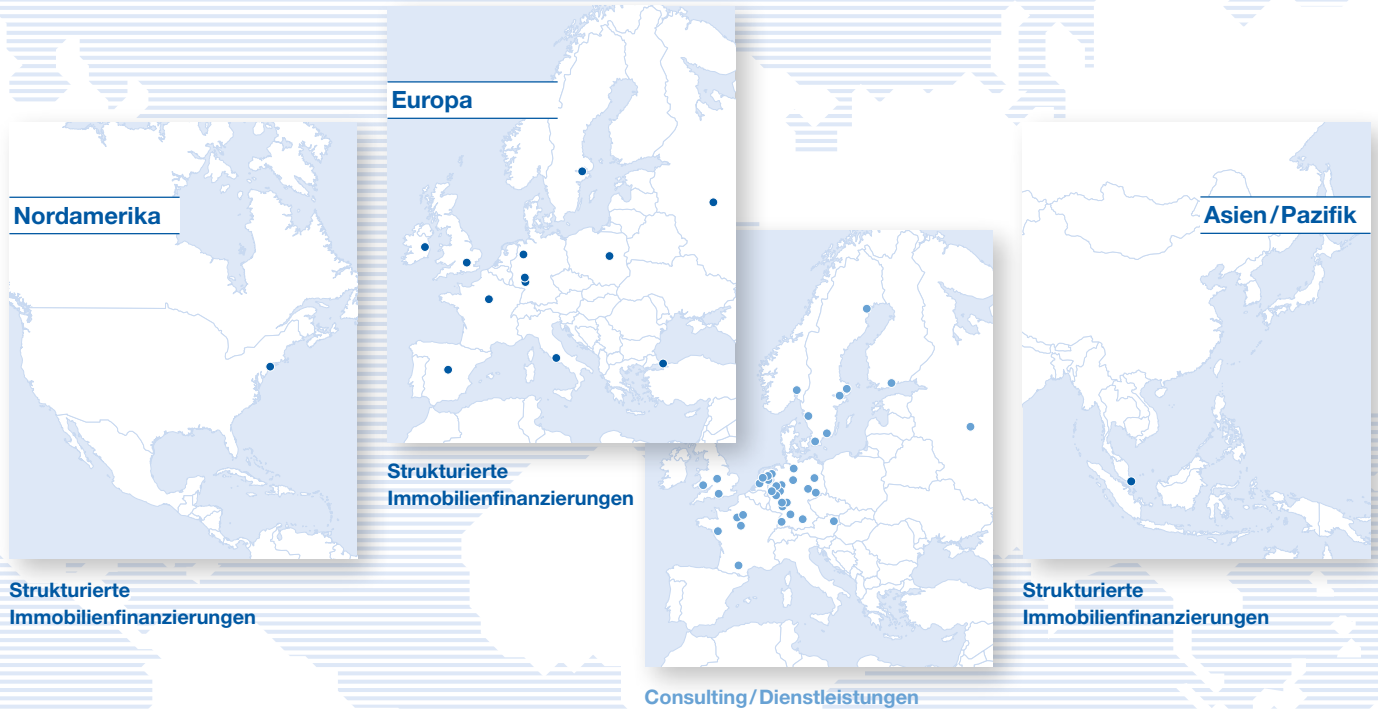 Europa
Nordamerika
Asien/Pazifik
Strukturierte
Immobilienfinanzierungen
Strukturierte
Immobilienfinanzierungen
Strukturierte
Immobilienfinanzierungen
Consulting/Dienstleistungen